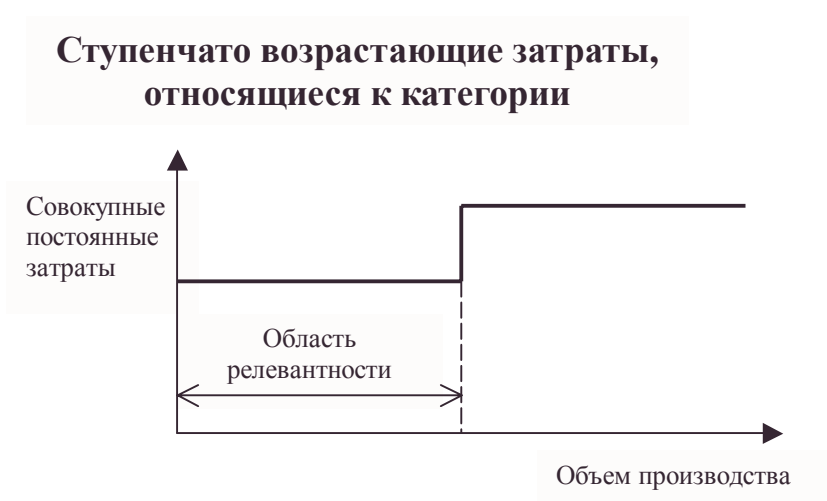 Ступенчато возрастающие затраты,
относящиеся к категории
Совокупные
постоянные
затраты
Область
релевантности
Объем производства